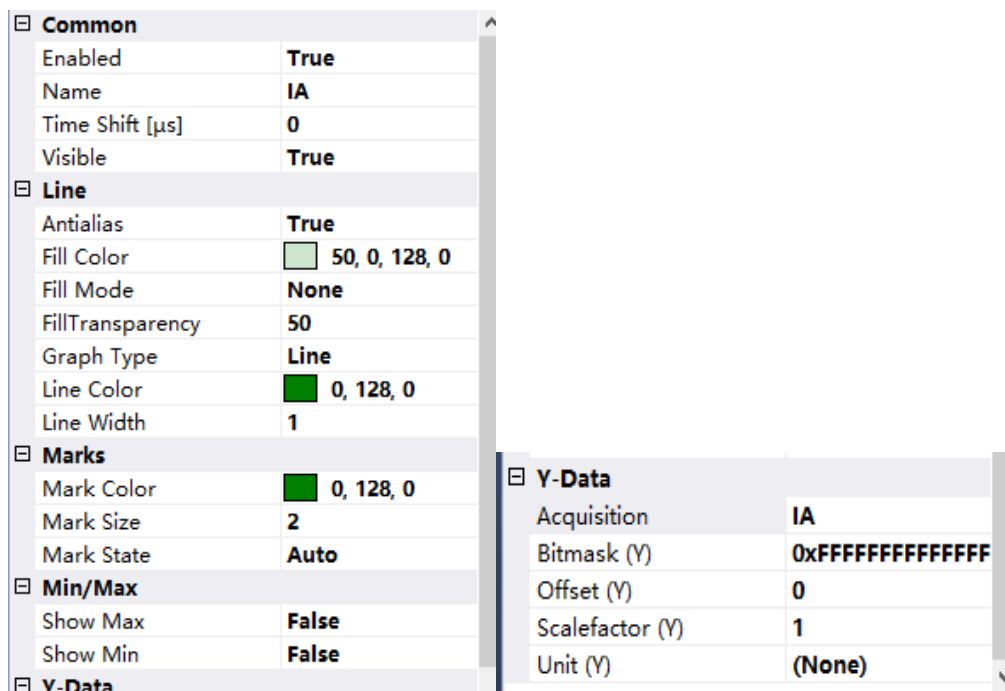 Common
Enabled True
Name IA
Time Shift [µs] 0
Visible True
Line
Antialias True
Fill Color 50, 0, 128, 0
Fill Mode None
FillTransparency 50
Graph Type Line
Line Color 0, 128, 0
Line Width 1
Marks
Mark Color 0, 128, 0
Mark Size 2
Mark State Auto
Min/Max
Show Max False
Show Min False
Y-Data
Y-Data
Acquisition IA
Bitmask (Y) 0xFFFFFFFFFFFFFF
Offset (Y) 0
Scalefactor (Y) 1
Unit (Y) (None)